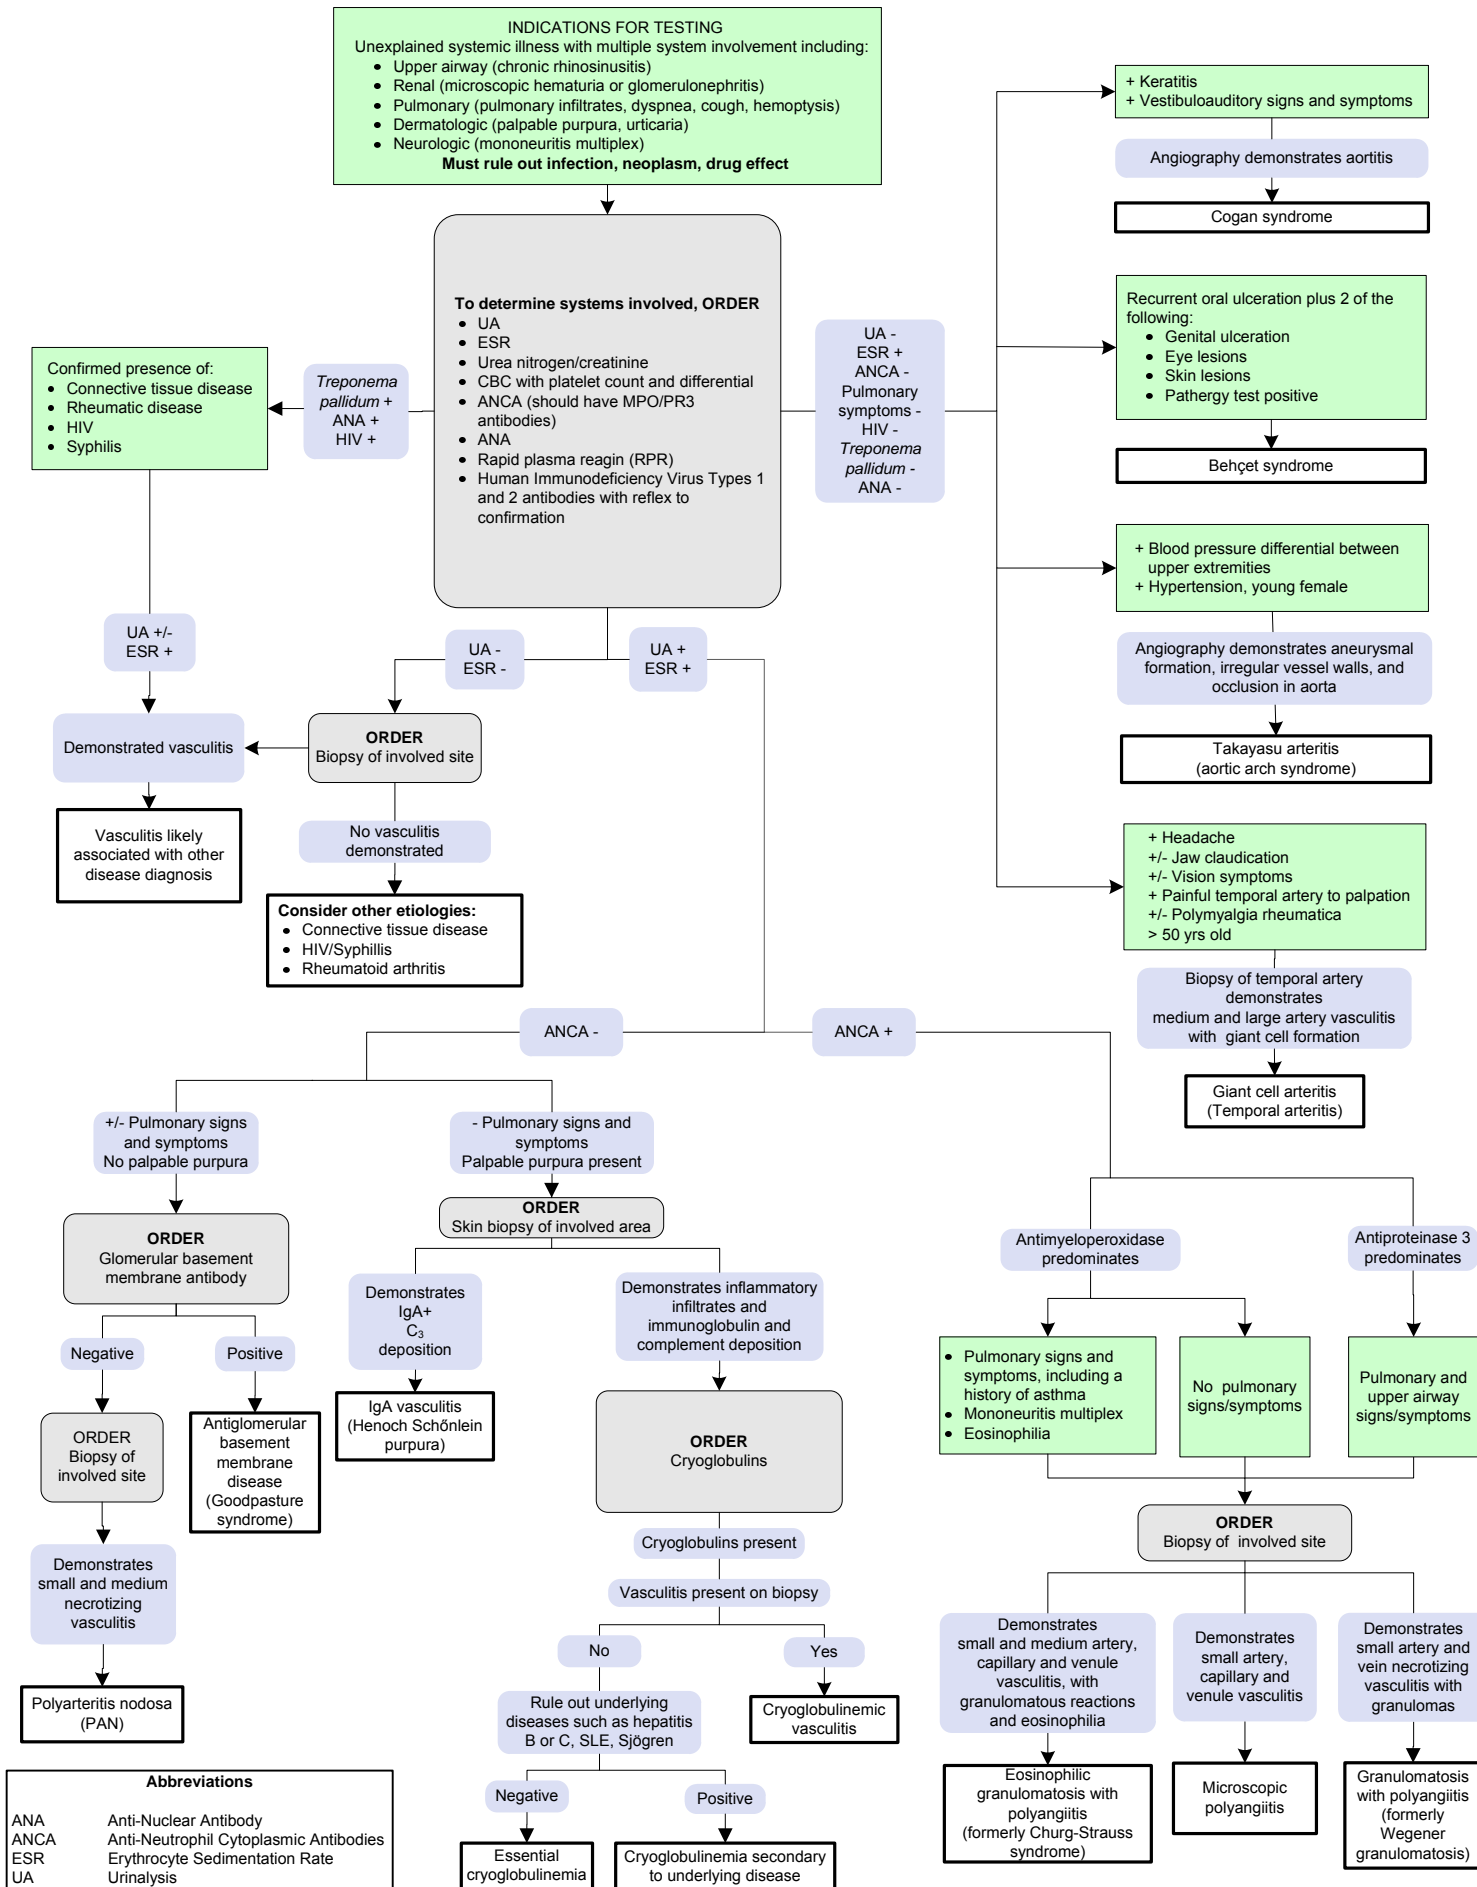 INDICATIONS FOR TESTING
Unexplained systemic illness with multiple system involvement including:
• Upper airway (chronic rhinosinusitis)
• Renal (microscopic hematuria or glomerulonephritis)
• Pulmonary (pulmonary infiltrates, dyspnea, cough, hemoptysis)
• Dermatologic (palpable purpura, urticaria)
• Neurologic (mononeuritis multiplex)
Must rule out infection, neoplasm, drug effect
+ Keratitis
+ Vestibuloauditory signs and symptoms
Angiography demonstrates aortitis
Cogan syndrome
To determine systems involved, ORDER
• UA
• ESR
• Urea nitrogen/creatinine
• CBC with platelet count and differential
• ANCA (should have MPO/PR3
antibodies)
• ANA
• Rapid plasma reagin (RPR)
• Human Immunodeficiency Virus Types 1
and 2 antibodies with reflex to
confirmation
Treponema
pallidum +
ANA +
HIV +
Confirmed presence of:
• Connective tissue disease
• Rheumatic disease
• HIV
• Syphilis
UA -
ESR +
ANCA -
Pulmonary
symptoms -
HIV -
Treponema
pallidum -
ANA -
Recurrent oral ulceration plus 2 of the
following:
• Genital ulceration
• Eye lesions
• Skin lesions
• Pathergy test positive
Behçet syndrome
+ Blood pressure differential between
upper extremities
+ Hypertension, young female
Angiography demonstrates aneurysmal
formation, irregular vessel walls, and
occlusion in aorta
Takayasu arteritis
(aortic arch syndrome)
UA +/-
ESR +
UA -
ESR -
UA +
ESR +
Demonstrated vasculitis
ORDER
Biopsy of involved site
Vasculitis likely
associated with other
disease diagnosis
No vasculitis
demonstrated
Consider other etiologies:
• Connective tissue disease
• HIV/Syphillis
• Rheumatoid arthritis
+ Headache
+/- Jaw claudication
+/- Vision symptoms
+ Painful temporal artery to palpation
+/- Polymyalgia rheumatica
> 50 yrs old
Biopsy of temporal artery
demonstrates
medium and large artery vasculitis
with giant cell formation
Giant cell arteritis
(Temporal arteritis)
ANCA -
ANCA +
+/- Pulmonary signs
and symptoms
No palpable purpura
- Pulmonary signs and
symptoms
Palpable purpura present
ORDER
Glomerular basement
membrane antibody
ORDER
Skin biopsy of involved area
Antimyeloperoxidase
predominates
Antiproteinase 3
predominates
Negative
Positive
Demonstrates
IgA+
C3
deposition
Demonstrates inflammatory
infiltrates and
immunoglobulin and
complement deposition
• Pulmonary signs and
symptoms, including a
history of asthma
• Mononeuritis multiplex
• Eosinophilia
No pulmonary
signs/symptoms
Pulmonary and
upper airway
signs/symptoms
ORDER
Biopsy of
involved site
Antiglomerular
basement
membrane
disease
(Goodpasture
syndrome)
IgA vasculitis
(Henoch Schőnlein
purpura)
ORDER
Cryoglobulins
ORDER
Biopsy of involved site
Demonstrates
small and medium
necrotizing
vasculitis
Polyarteritis nodosa
(PAN)
Cryoglobulins present
Vasculitis present on biopsy
No
Yes
Rule out underlying
diseases such as hepatitis
B or C, SLE, Sjögren
Cryoglobulinemic
vasculitis
Negative
Positive
Essential
cryoglobulinemia
Cryoglobulinemia secondary
to underlying disease
Demonstrates
small and medium artery,
capillary and venule
vasculitis, with
granulomatous reactions
and eosinophilia
Demonstrates
small artery,
capillary and
venule vasculitis
Demonstrates
small artery and
vein necrotizing
vasculitis with
granulomas
Eosinophilic
granulomatosis with
polyangiitis
(formerly Churg-Strauss
syndrome)
Microscopic
polyangiitis
Granulomatosis
with polyangiitis
(formerly
Wegener
granulomatosis)
Abbreviations
ANA Anti-Nuclear Antibody
ANCA Anti-Neutrophil Cytoplasmic Antibodies
ESR Erythrocyte Sedimentation Rate
UA Urinalysis